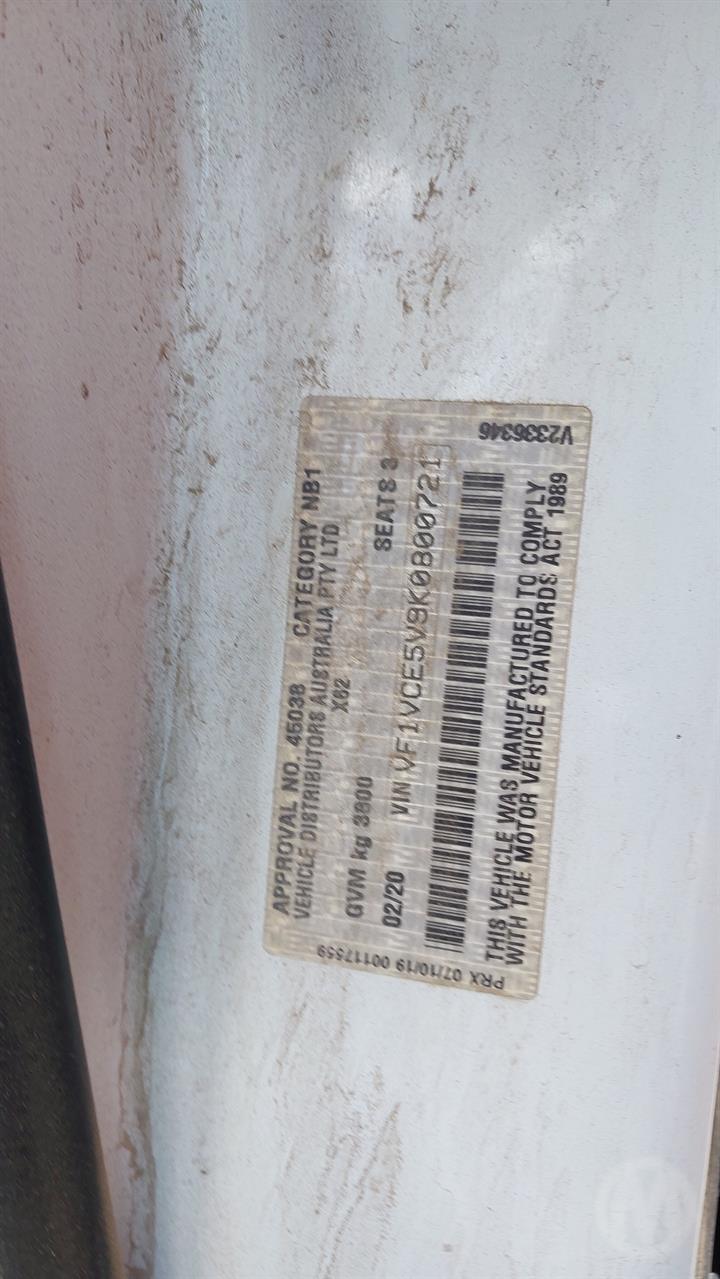 APPROVAL NO. 45038 CATEGORY NB1
VEHICLE DISTRIBUTORS AUSTRALIA PTY LTD
X62
GVM kg 3800 SEATS 3
02/20 VIN VF1VCE5V9K0800721
THIS VEHICLE WAS MANUFACTURED TO COMPLY
WITH THE MOTOR VEHICLE STANDARDS ACT 1989
PRX 07/10/19 00117559
V2336346
M